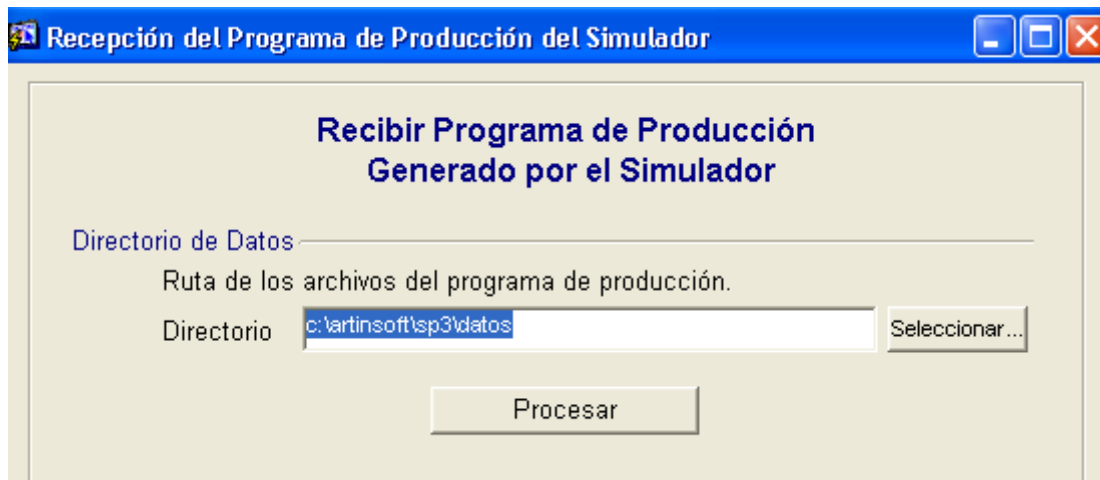 Recepción del Programa de Producción del Simulador
Recibir Programa de Producción
Generado por el Simulador
Directorio de Datos
Ruta de los archivos del programa de producción.
Directorio c:\artinsoft\sp3\datos Seleccionar...
Procesar